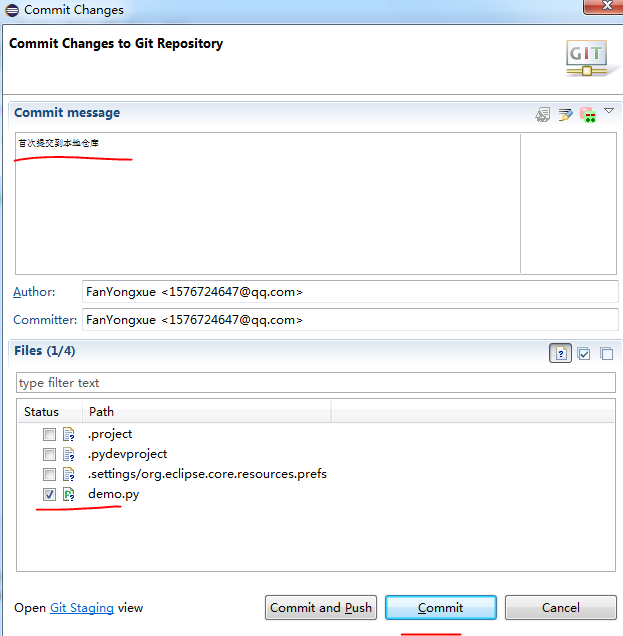 Commit Changes
Commit Changes to Git Repository
GIT
Commit message
首次提交到本地仓库
Author: FanYongxue <1576724647@qq.com>
Committer: FanYongxue <1576724647@qq.com>
Files (1/4)
type filter text
Status Path
.project
.pydevproject
.settings/org.eclipse.core.resources.prefs
demo.py
Open Git Staging view Commit and Push Commit Cancel